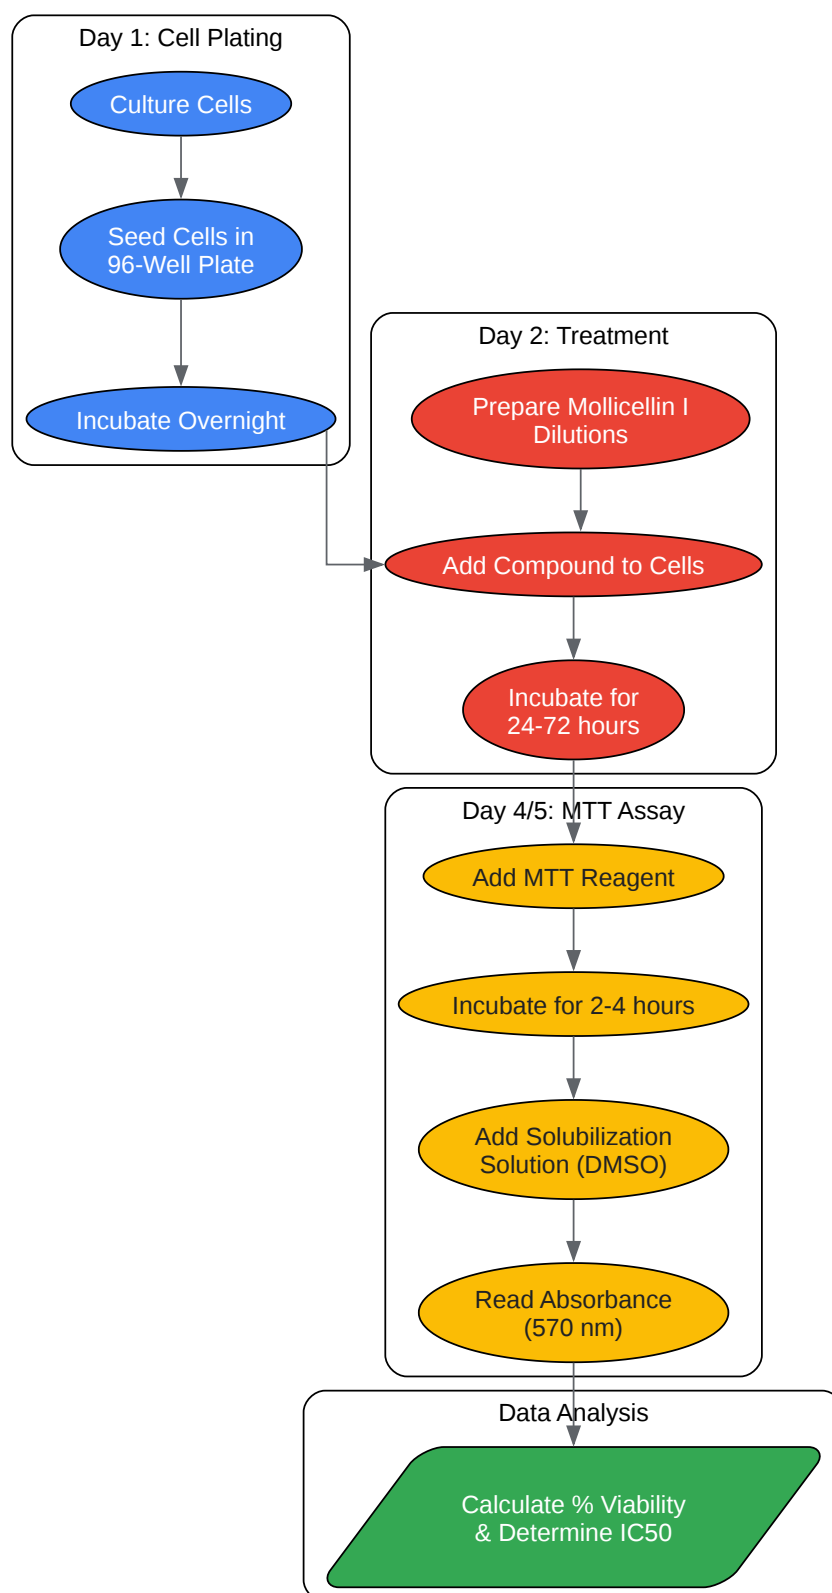 Day 1: Cell Plating
Culture Cells
Seed Cells in
96-Well Plate
Incubate Overnight
Day 2: Treatment
Prepare Mollicellin I
Dilutions
Add Compound to Cells
Incubate for
24-72 hours
Day 4/5: MTT Assay
Add MTT Reagent
Incubate for 2-4 hours
Add Solubilization
Solution (DMSO)
Read Absorbance
(570 nm)
Data Analysis
Calculate % Viability
& Determine IC50